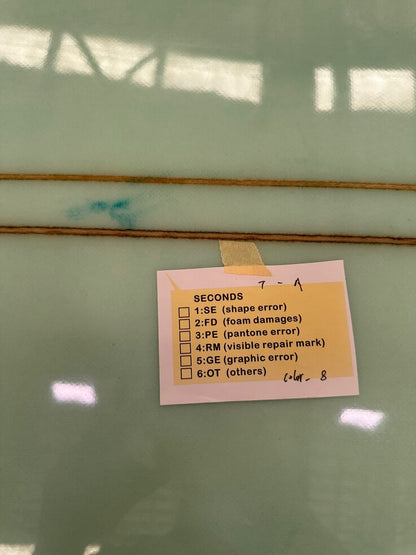 7 - A
SECONDS
1:SE (shape error)
2:FD (foam damages)
3:PE (pantone error)
4:RM (visible repair mark)
5:GE (graphic error)
6:OT (others)
color - B